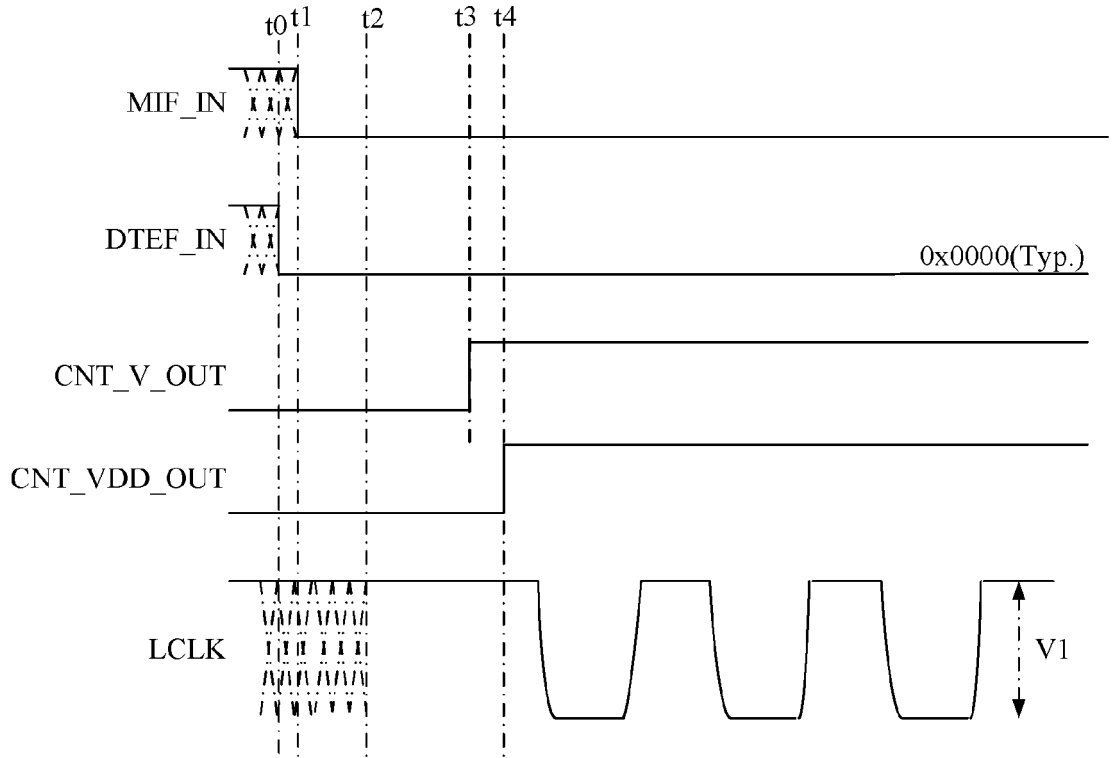 t0 t1 t2 t3 t4
MIF_IN
DTEF_IN
0x0000(Typ.)
CNT_V_OUT
CNT_VDD_OUT
LCLK
V1